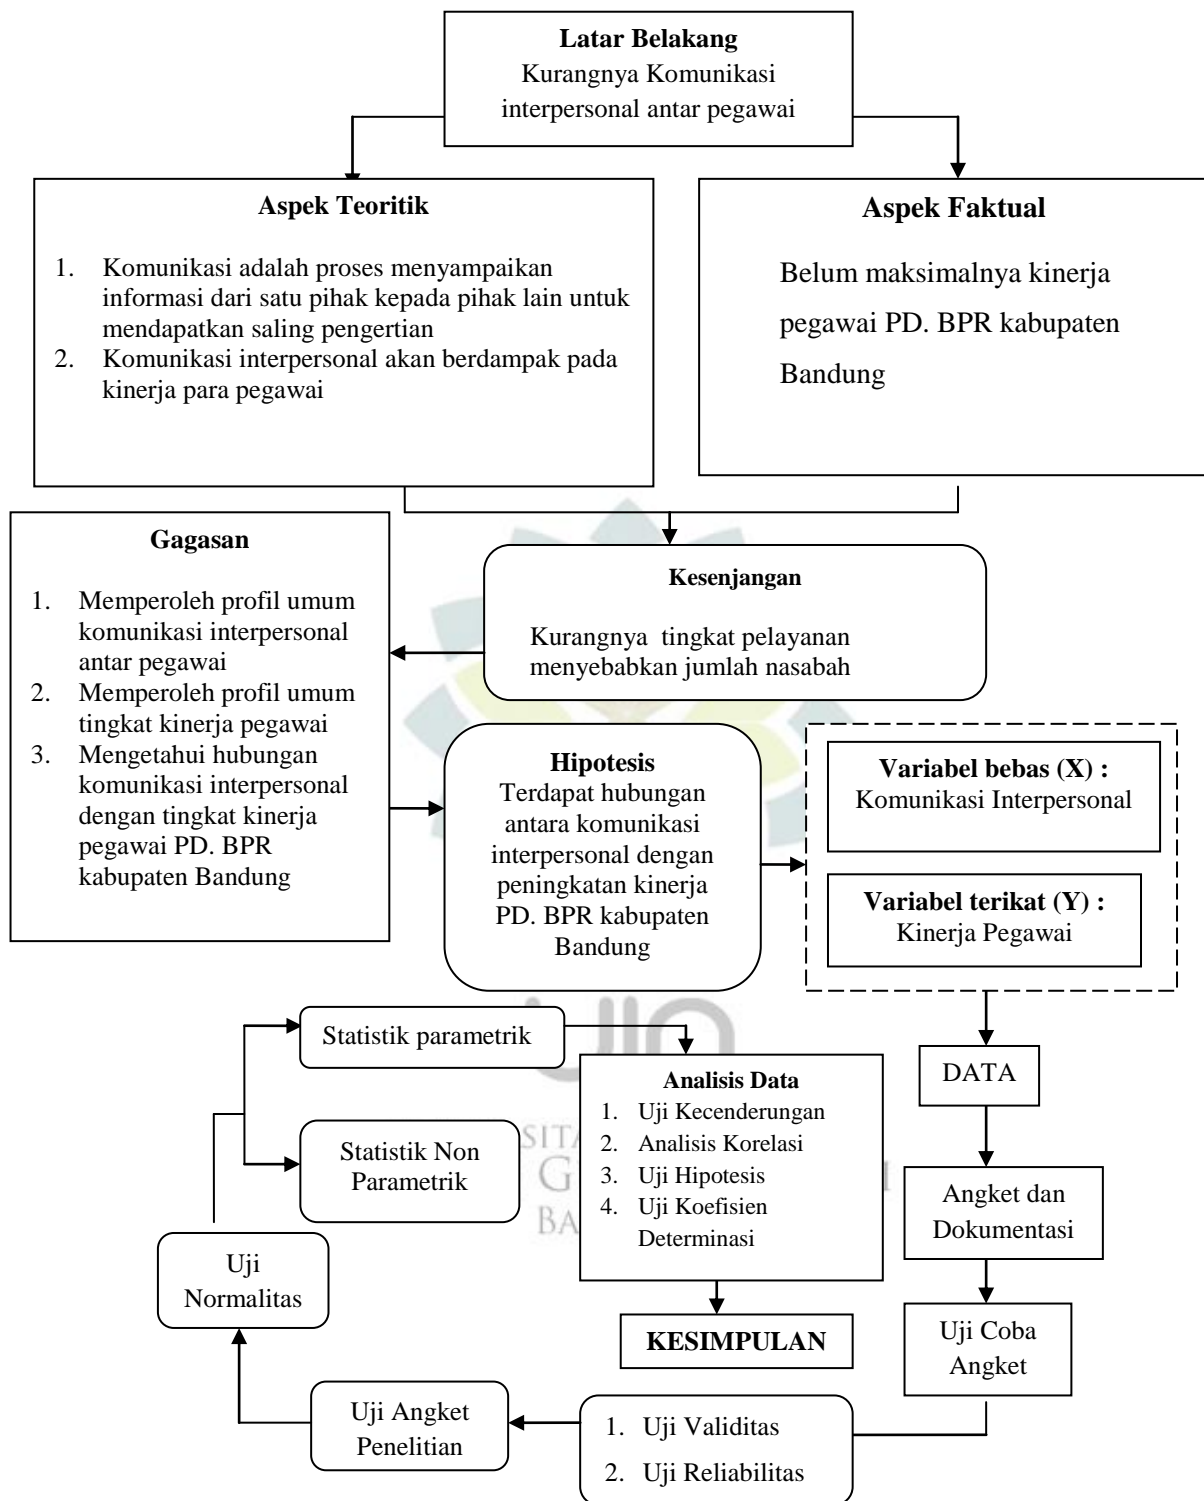 Latar Belakang
Kurangnya Komunikasi
interpersonal antar pegawai
Aspek Teoritik
1. Komunikasi adalah proses menyampaikan
informasi dari satu pihak kepada pihak lain untuk
mendapatkan saling pengertian
2. Komunikasi interpersonal akan berdampak pada
kinerja para pegawai
Aspek Faktual
Belum maksimalnya kinerja
pegawai PD. BPR kabupaten
Bandung
Kesenjangan
Kurangnya tingkat pelayanan
menyebabkan jumlah nasabah
Gagasan
1. Memperoleh profil umum
komunikasi interpersonal
antar pegawai
2. Memperoleh profil umum
tingkat kinerja pegawai
3. Mengetahui hubungan
komunikasi interpersonal
dengan tingkat kinerja
pegawai PD. BPR
kabupaten Bandung
Hipotesis
Terdapat hubungan
antara komunikasi
interpersonal dengan
peningkatan kinerja
PD. BPR kabupaten
Bandung
Variabel bebas (X) :
Komunikasi Interpersonal
Variabel terikat (Y) :
Kinerja Pegawai
DATA
Angket dan
Dokumentasi
Uji Coba
Angket
1. Uji Validitas
2. Uji Reliabilitas
Uji Angket
Penelitian
Uji
Normalitas
Statistik parametrik
Statistik Non
Parametrik
Analisis Data
1. Uji Kecenderungan
2. Analisis Korelasi
3. Uji Hipotesis
4. Uji Koefisien
Determinasi
KESIMPULAN